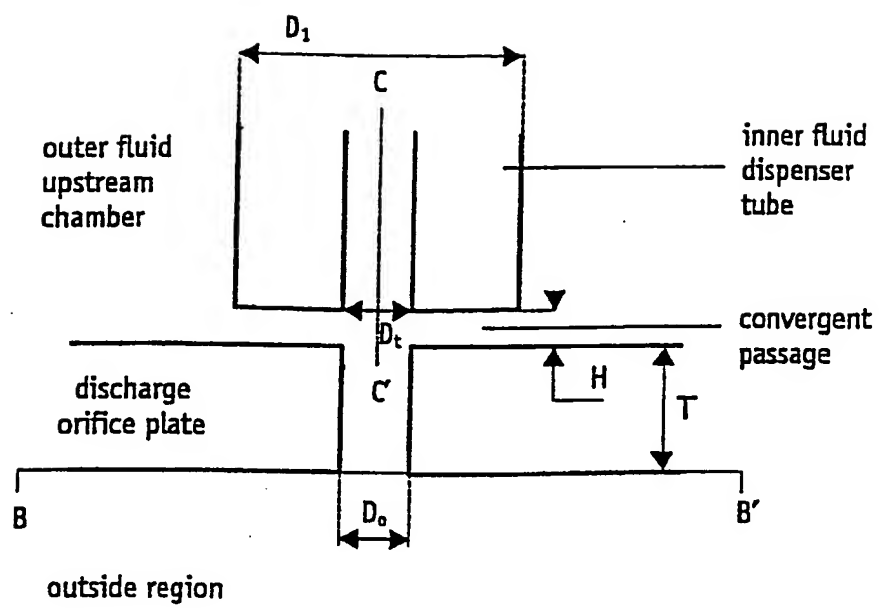 D₁
C
outer fluid
upstream
chamber
inner fluid
dispenser
tube
Dₜ
convergent
passage
C'
H
T
discharge
orifice plate
B
Dₒ
B'
outside region